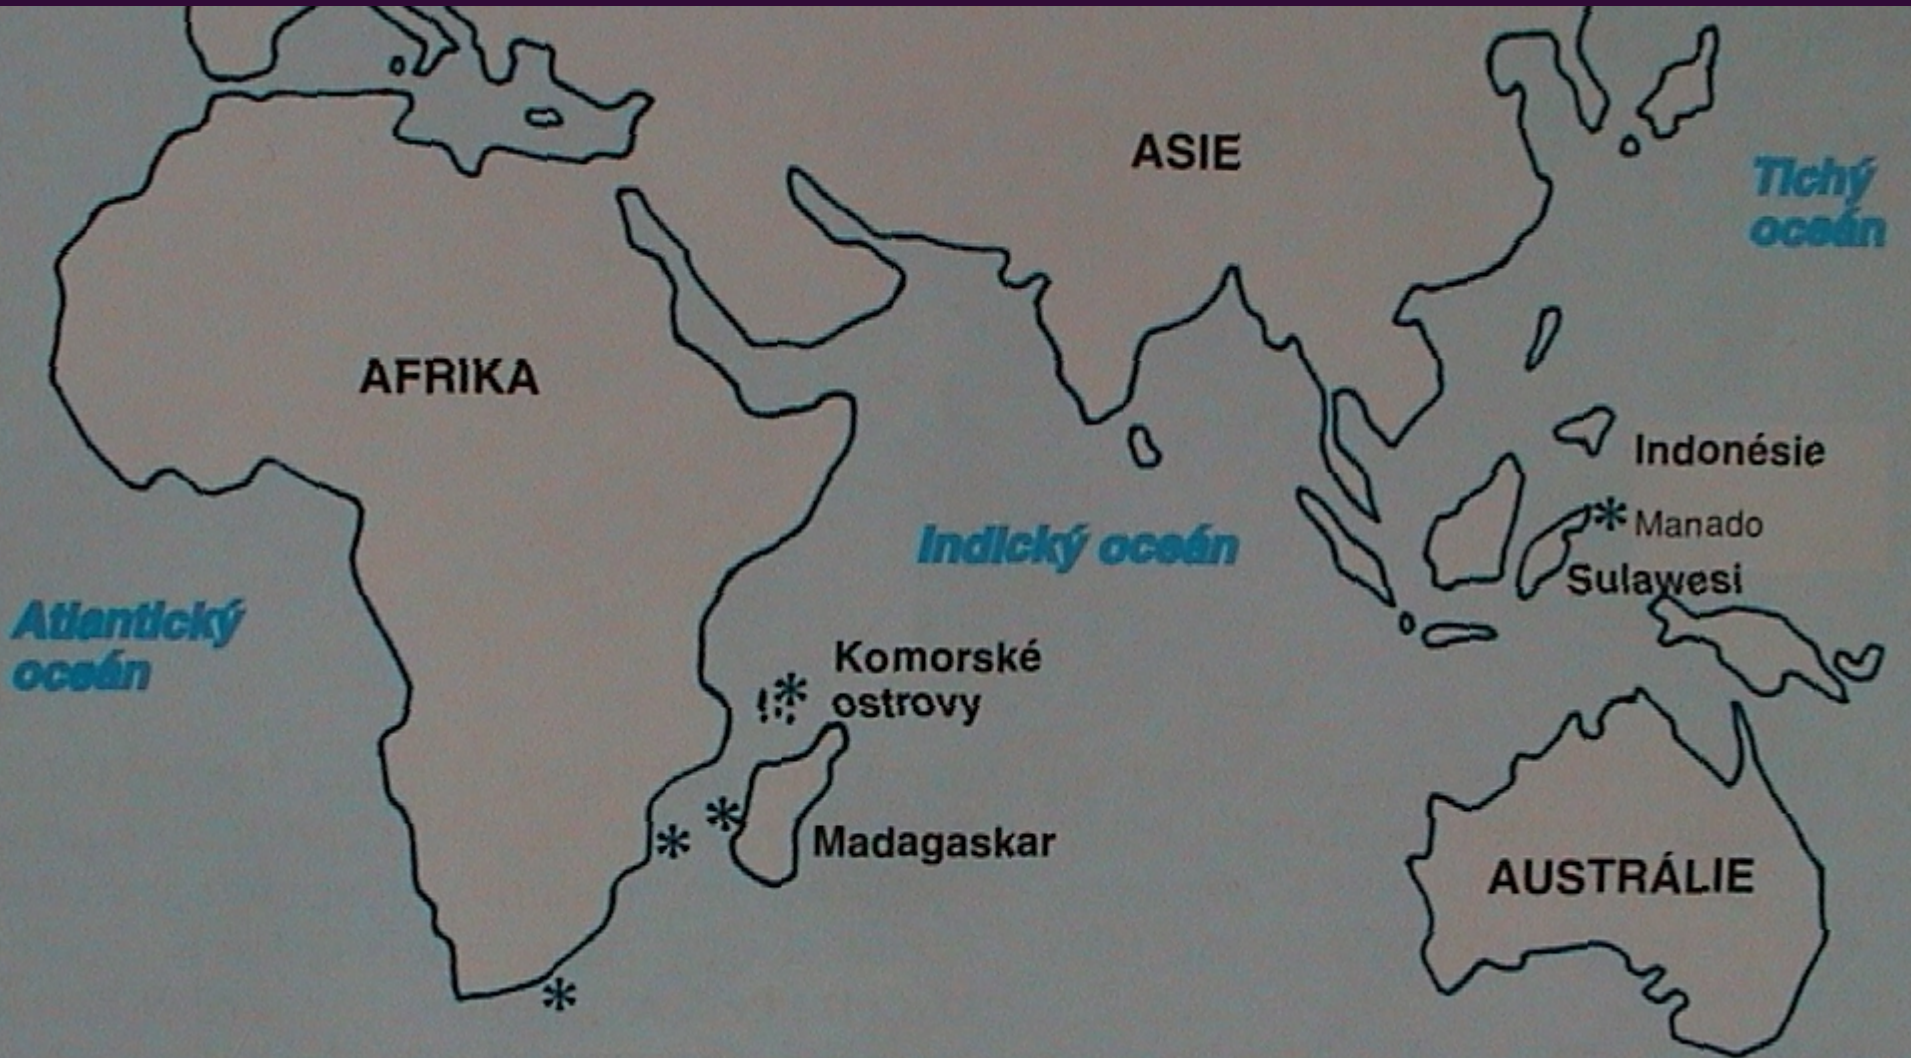 ASIE
Tichý
oceán
AFRIKA
Indonésie
* Manado
Sulawesi
Indický oceán
Atlantický
oceán
Komorské
ostrovy
Madagaskar
AUSTRÁLIE